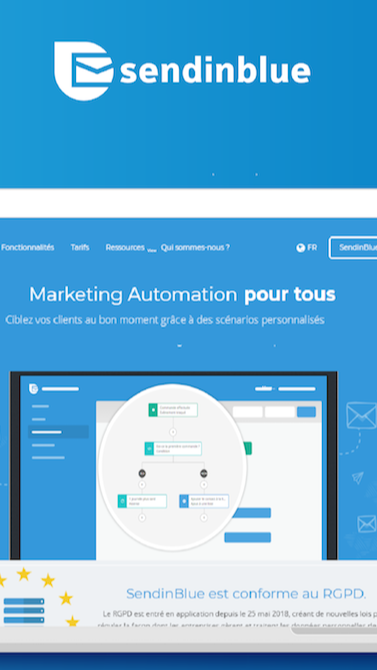 sendinblue
Fonctionnalités Tarifs Ressources Qui sommes-nous ? FR SendinBlue
Marketing Automation pour tous
Ciblez vos clients au bon moment grâce à des scénarios personnalisés
SendinBlue est conforme au RGPD.
Le RGPD est entré en application depuis le 25 mai 2018, créant de nouvelles lois p